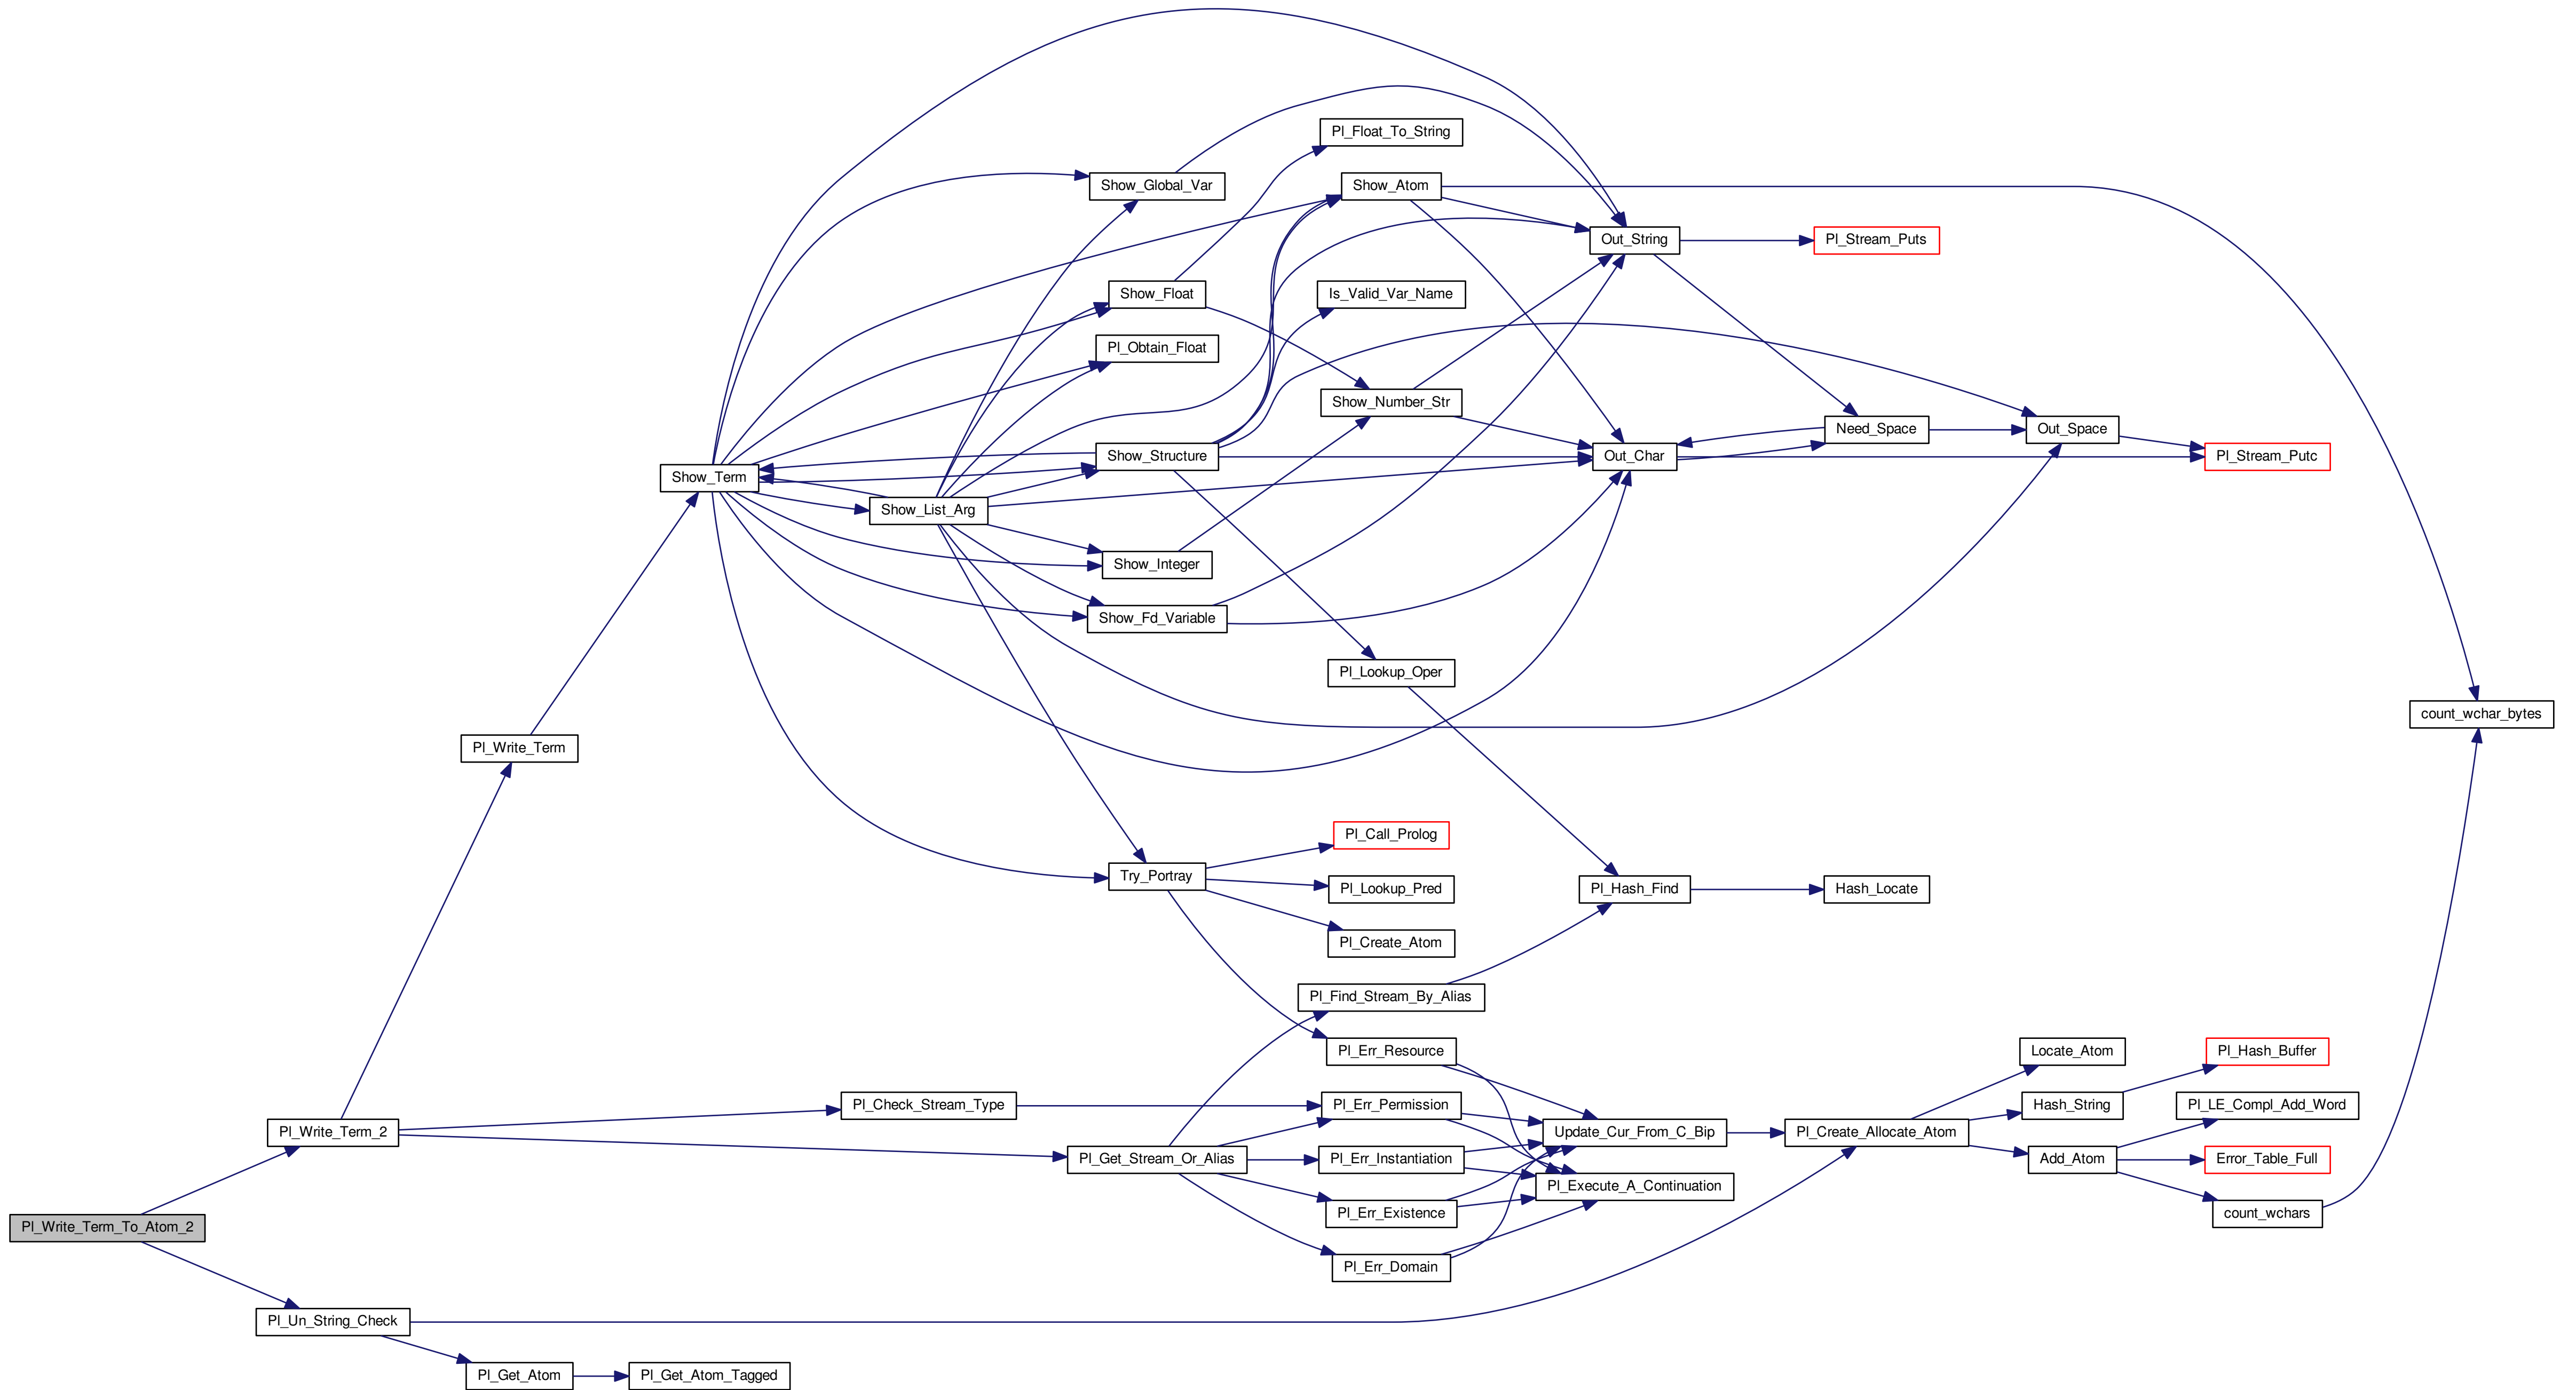 Pl_Float_To_String
Show_Global_Var
Show_Atom
Out_String
Pl_Stream_Puts
Show_Float
Is_Valid_Var_Name
Pl_Obtain_Float
Show_Number_Str
Need_Space
Out_Space
Show_Structure
Out_Char
Pl_Stream_Putc
Show_Term
Show_List_Arg
Show_Integer
Show_Fd_Variable
Pl_Lookup_Oper
count_wchar_bytes
Pl_Write_Term
Pl_Call_Prolog
Try_Portray
Pl_Lookup_Pred
Pl_Hash_Find
Hash_Locate
Pl_Create_Atom
Pl_Find_Stream_By_Alias
Pl_Err_Resource
Locate_Atom
Pl_Hash_Buffer
Pl_Check_Stream_Type
Pl_Err_Permission
Hash_String
Pl_LE_Compl_Add_Word
Pl_Write_Term_2
Update_Cur_From_C_Bip
Pl_Create_Allocate_Atom
Pl_Get_Stream_Or_Alias
Pl_Err_Instantiation
Add_Atom
Error_Table_Full
Pl_Execute_A_Continuation
Pl_Err_Existence
count_wchars
Pl_Write_Term_To_Atom_2
Pl_Err_Domain
Pl_Un_String_Check
Pl_Get_Atom
Pl_Get_Atom_Tagged